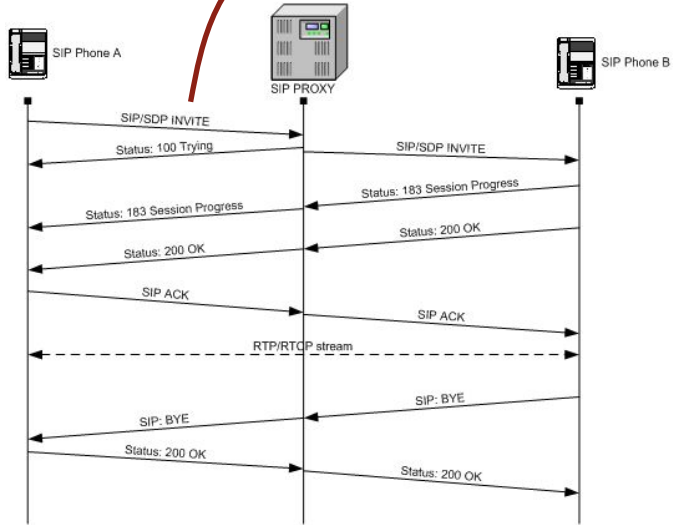 SIP Phone A
SIP PROXY
SIP Phone B
SIP/SDP INVITE
Status: 100 Trying
SIP/SDP INVITE
Status: 183 Session Progress
Status: 183 Session Progress
Status: 200 OK
Status: 200 OK
SIP ACK
SIP ACK
RTP/RTCP stream
SIP: BYE
SIP: BYE
Status: 200 OK
Status: 200 OK